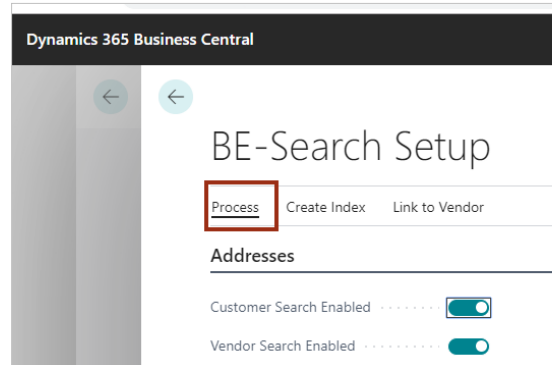 Dynamics 365 Business Central
BE-Search Setup
Process Create Index Link to Vendor
Addresses
Customer Search Enabled
Vendor Search Enabled